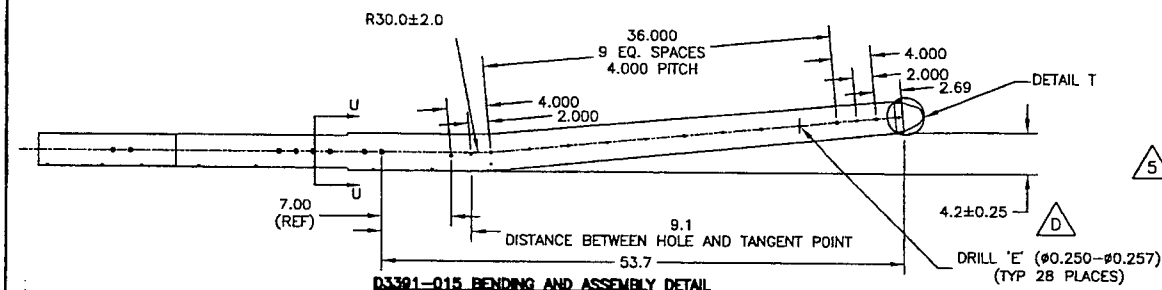 R30.0±2.0
36.000
9 EQ. SPACES
4.000 PITCH
4.000
2.000
2.69
DETAIL T
U
4.000
2.000
5
U
7.00
(REF)
9.1
DISTANCE BETWEEN HOLE AND TANGENT POINT
4.2±0.25
D
53.7
DRILL 'E' (ø0.250-ø0.257)
(TYP 28 PLACES)
D3391-015 BENDING AND ASSEMBLY DETAIL